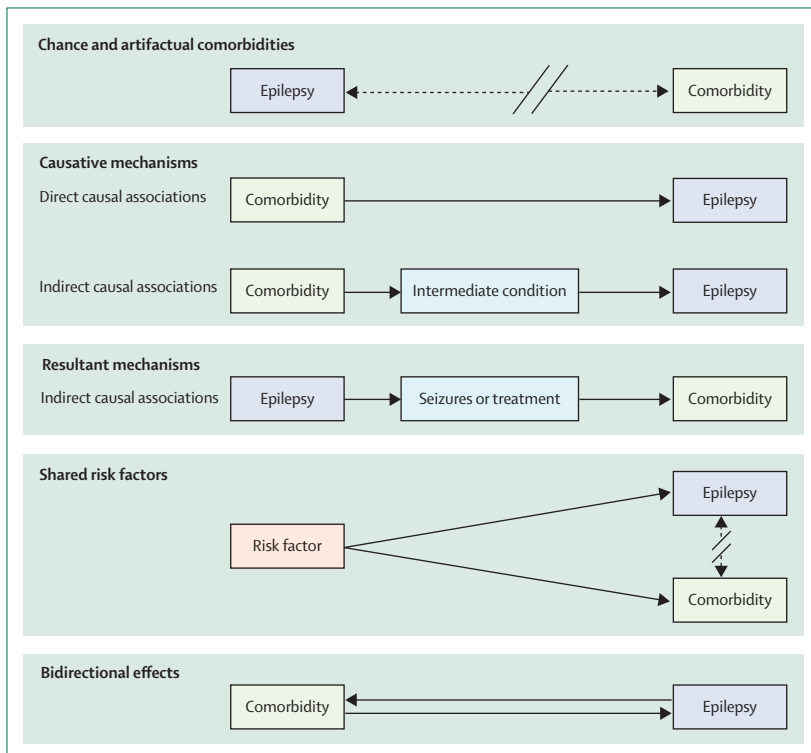 Chance and artifactual comorbidities
Epilepsy
Comorbidity
Causative mechanisms
Direct causal associations
Comorbidity
Epilepsy
Indirect causal associations
Comorbidity
Intermediate condition
Epilepsy
Resultant mechanisms
Indirect causal associations
Epilepsy
Seizures or treatment
Comorbidity
Shared risk factors
Epilepsy
Risk factor
Comorbidity
Bidirectional effects
Comorbidity
Epilepsy